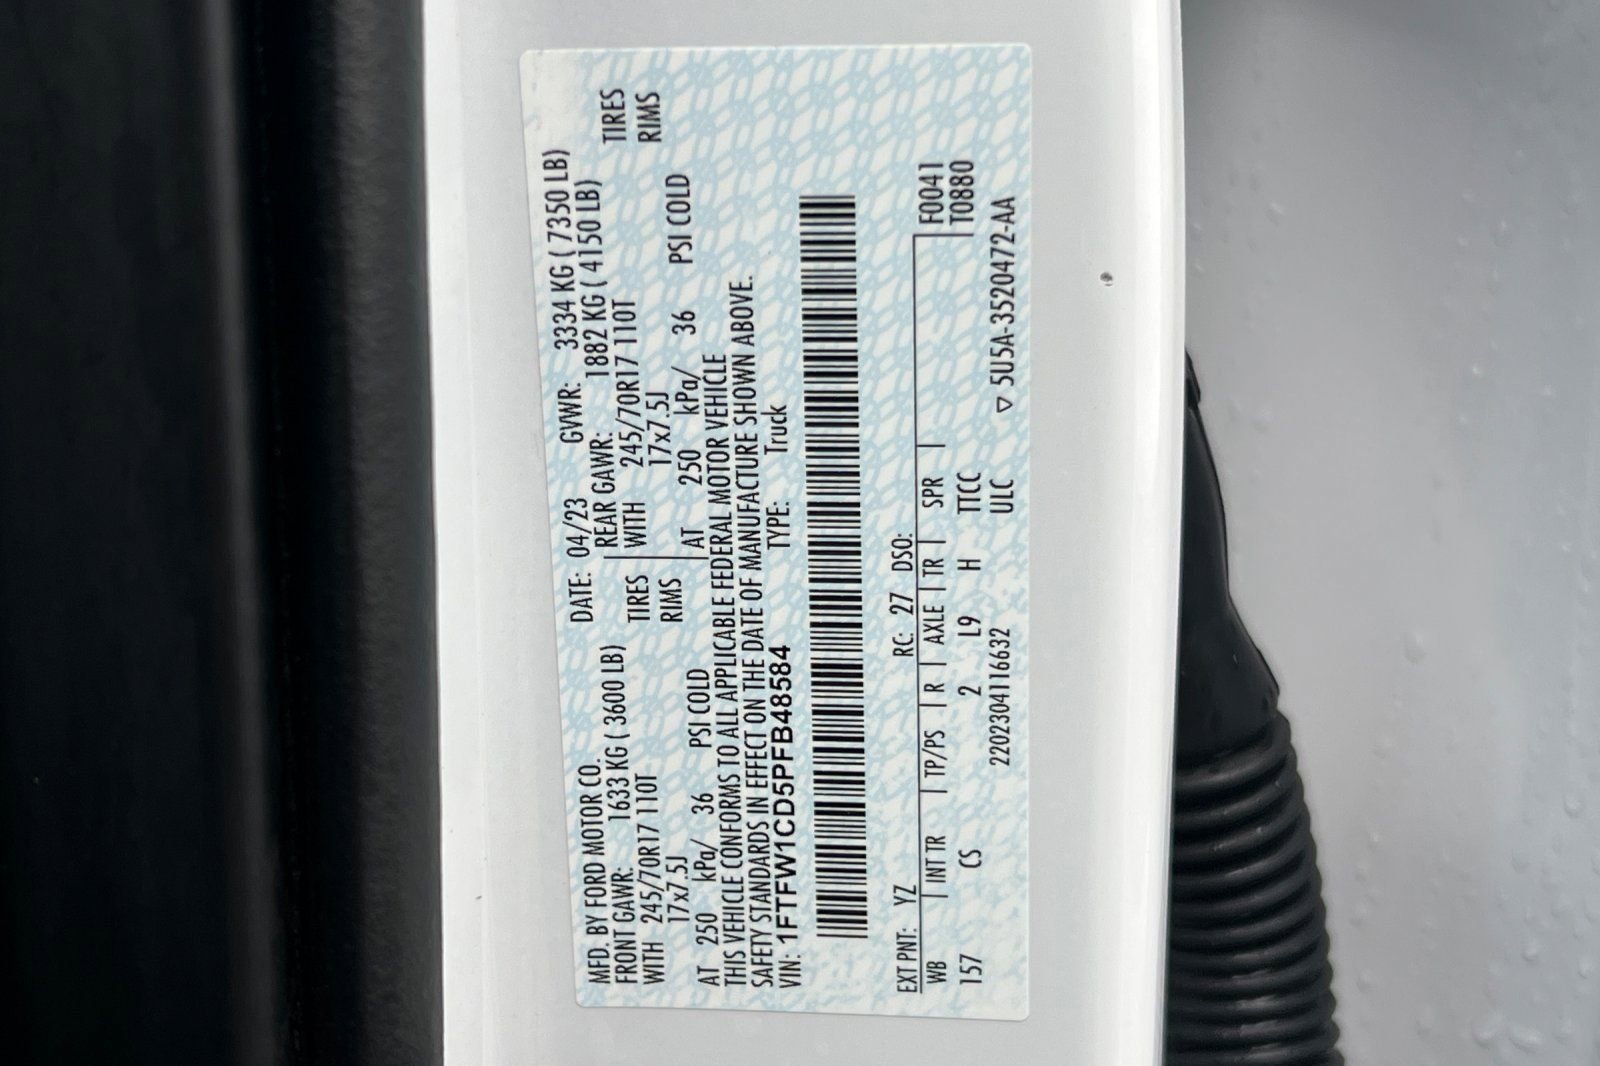 MFD. BY FORD MOTOR CO. DATE: 04/23 GVWR: 3334 KG ( 7350 LB)
FRONT GAWR: 1633 KG ( 3600 LB) REAR GAWR: 1882 KG ( 4150 LB)
WITH 245/70R17 110T TIRES WITH 245/70R17 110T TIRES
17x7.5J RIMS 17x7.5J RIMS
AT 250 kPa/ 36 PSI COLD AT 250 kPa/ 36 PSI COLD
THIS VEHICLE CONFORMS TO ALL APPLICABLE FEDERAL MOTOR VEHICLE
SAFETY STANDARDS IN EFFECT ON THE DATE OF MANUFACTURE SHOWN ABOVE.
VIN: 1FTFW1CD5PFB48584 TYPE: Truck
EXT PNT: YZ RC: 27 DSO: F0041
WB INT TR TP/PS R AXLE TR SPR T0880
157 CS 2 L9 H TTCC
2202304116632 ULC ▽ 5U5A-3520472-AA